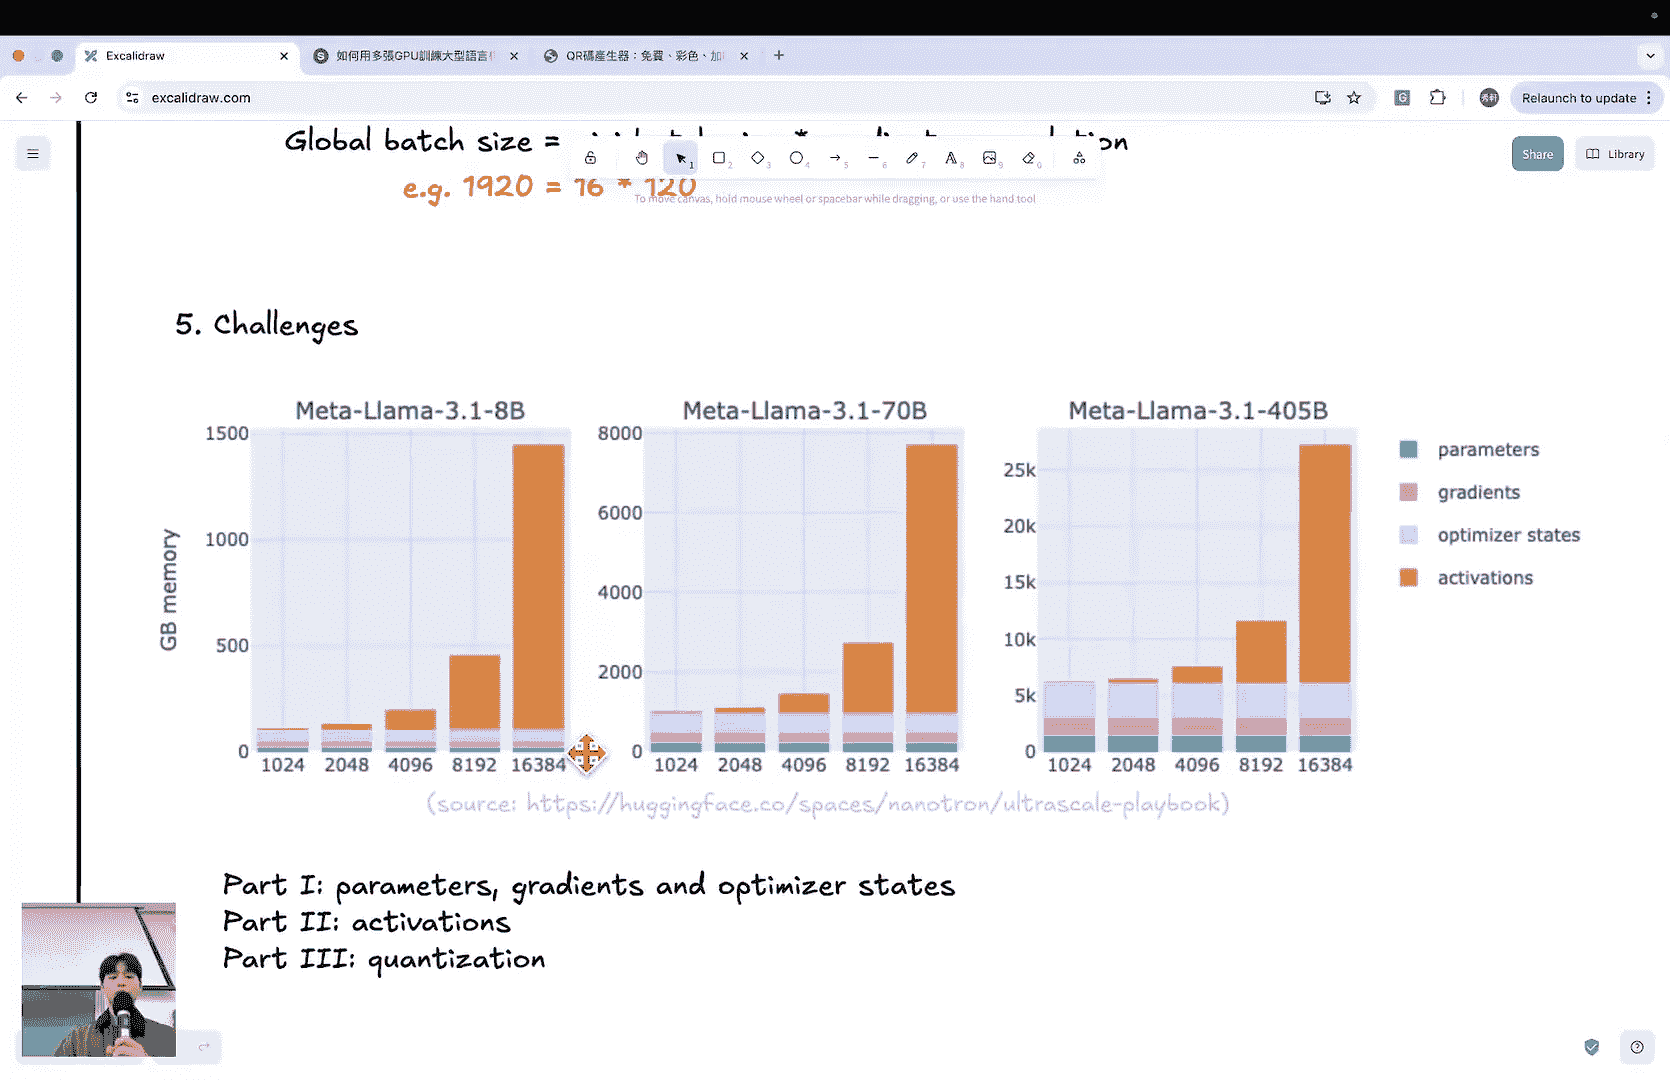 Excalidraw
如何用多張GPU訓練大型語言
QR碼產生器：免費、彩色、加
excalidraw.com
Relaunch to update
Global batch size =
e.g. 1920 = 16 * 120
To move canvas, hold mouse wheel or spacebar while dragging, or use the hand tool
Share
Library
5. Challenges
Meta-Llama-3.1-8B
Meta-Llama-3.1-70B
Meta-Llama-3.1-405B
GB memory
1500
1000
500
0
1024 2048 4096 8192 16384
8000
6000
4000
2000
0
1024 2048 4096 8192 16384
25k
20k
15k
10k
5k
0
1024 2048 4096 8192 16384
parameters
gradients
optimizer states
activations
(source: https://huggingface.co/spaces/nanotron/ultrascale-playbook)
Part I: parameters, gradients and optimizer states
Part II: activations
Part III: quantization